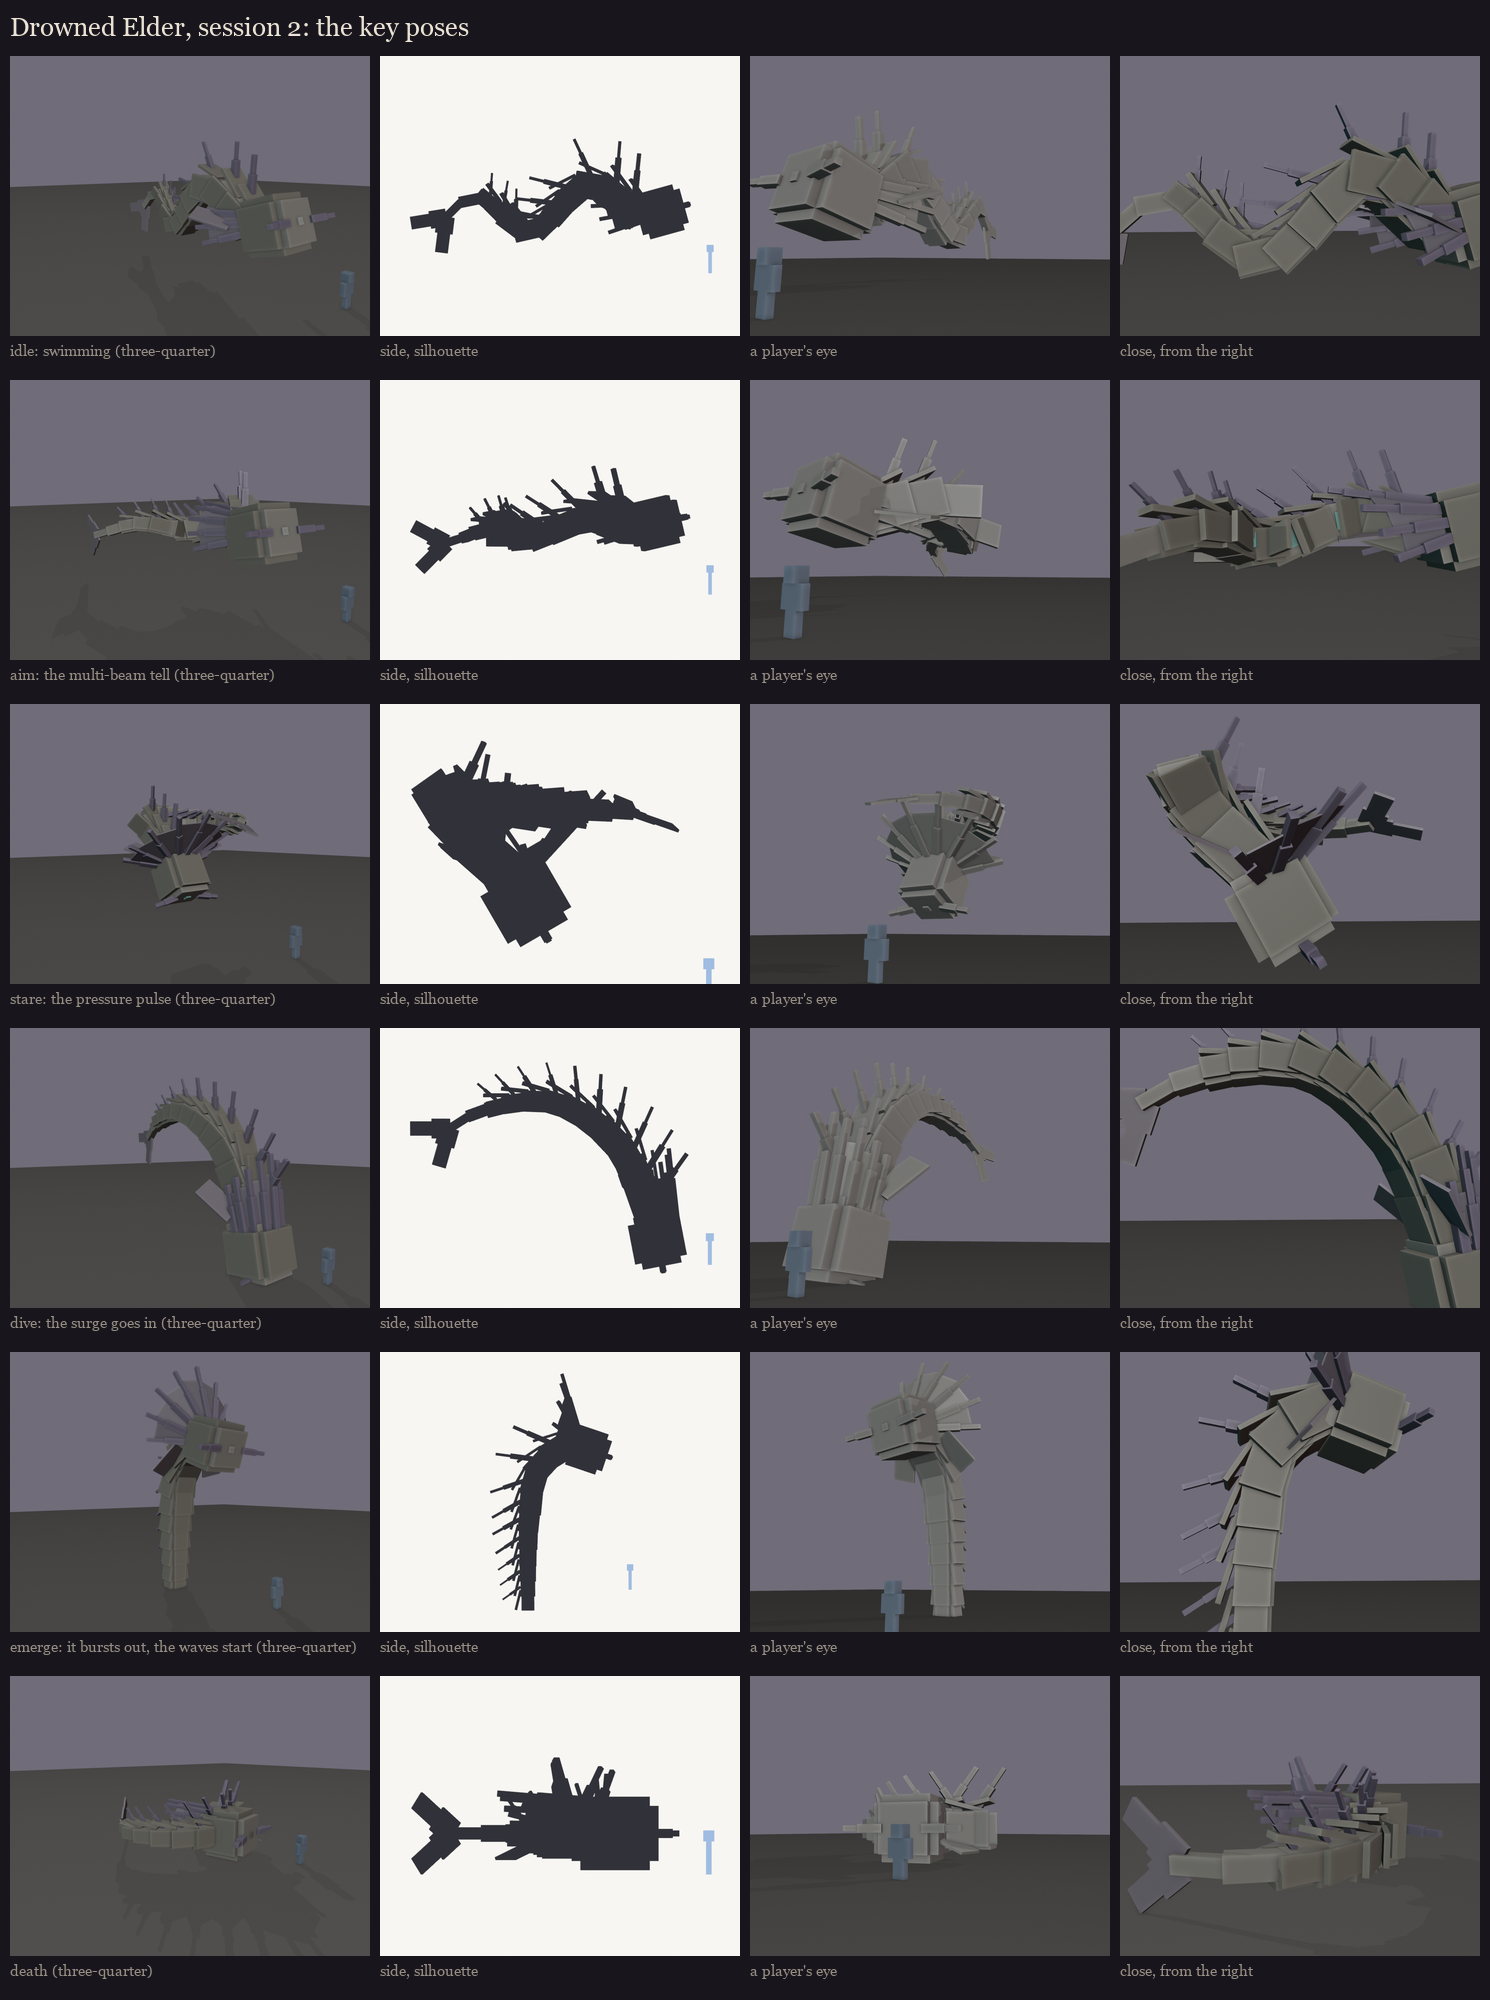 Drowned Elder, session 2: the key poses
idle: swimming (three-quarter)
side, silhouette
a player's eye
close, from the right
aim: the multi-beam tell (three-quarter)
side, silhouette
a player's eye
close, from the right
stare: the pressure pulse (three-quarter)
side, silhouette
a player's eye
close, from the right
dive: the surge goes in (three-quarter)
side, silhouette
a player's eye
close, from the right
emerge: it bursts out, the waves start (three-quarter)
side, silhouette
a player's eye
close, from the right
death (three-quarter)
side, silhouette
a player's eye
close, from the right